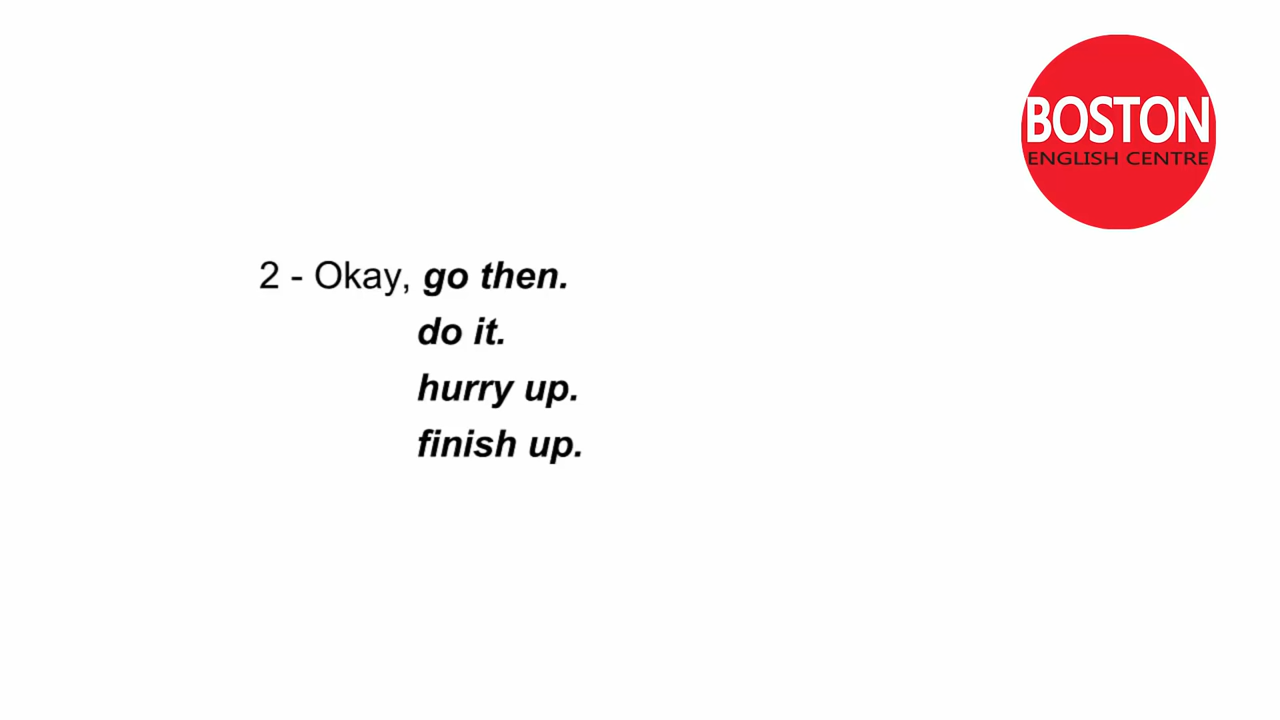 BOSTON
ENGLISH CENTRE
2 - Okay, go then.
do it.
hurry up.
finish up.